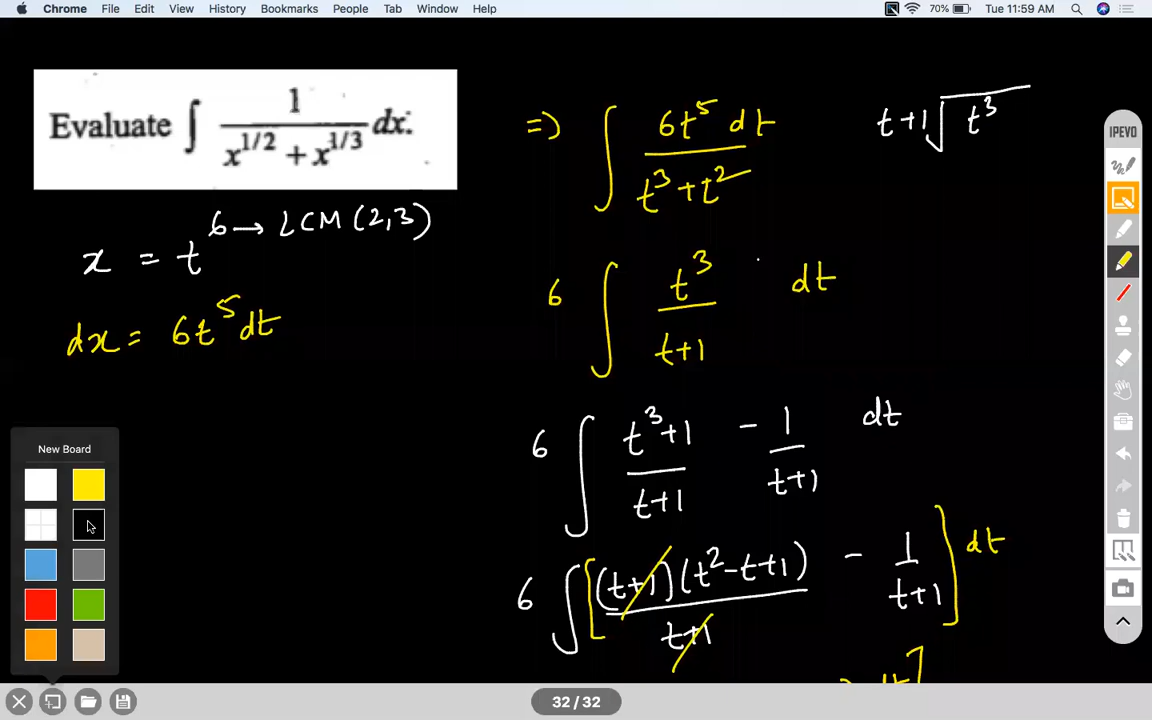 Chrome File Edit View History Bookmarks People Tab Window Help 70% Tue 11:59 AM
Evaluate ∫ 1/(x^{1/2} + x^{1/3}) dx.
x = t^6 → LCM (2,3)
dx = 6t^5 dt
=> ∫ 6t^5 dt/(t^3 + t^2)
t+1 √ t^3
6 ∫ t^3/(t+1) dt
6 ∫ (t^3+1)/(t+1) - 1/(t+1) dt
6 ∫ [(t+1)(t^2-t+1)/(t+1) - 1/(t+1)] dt
IPEVO
New Board
32 / 32